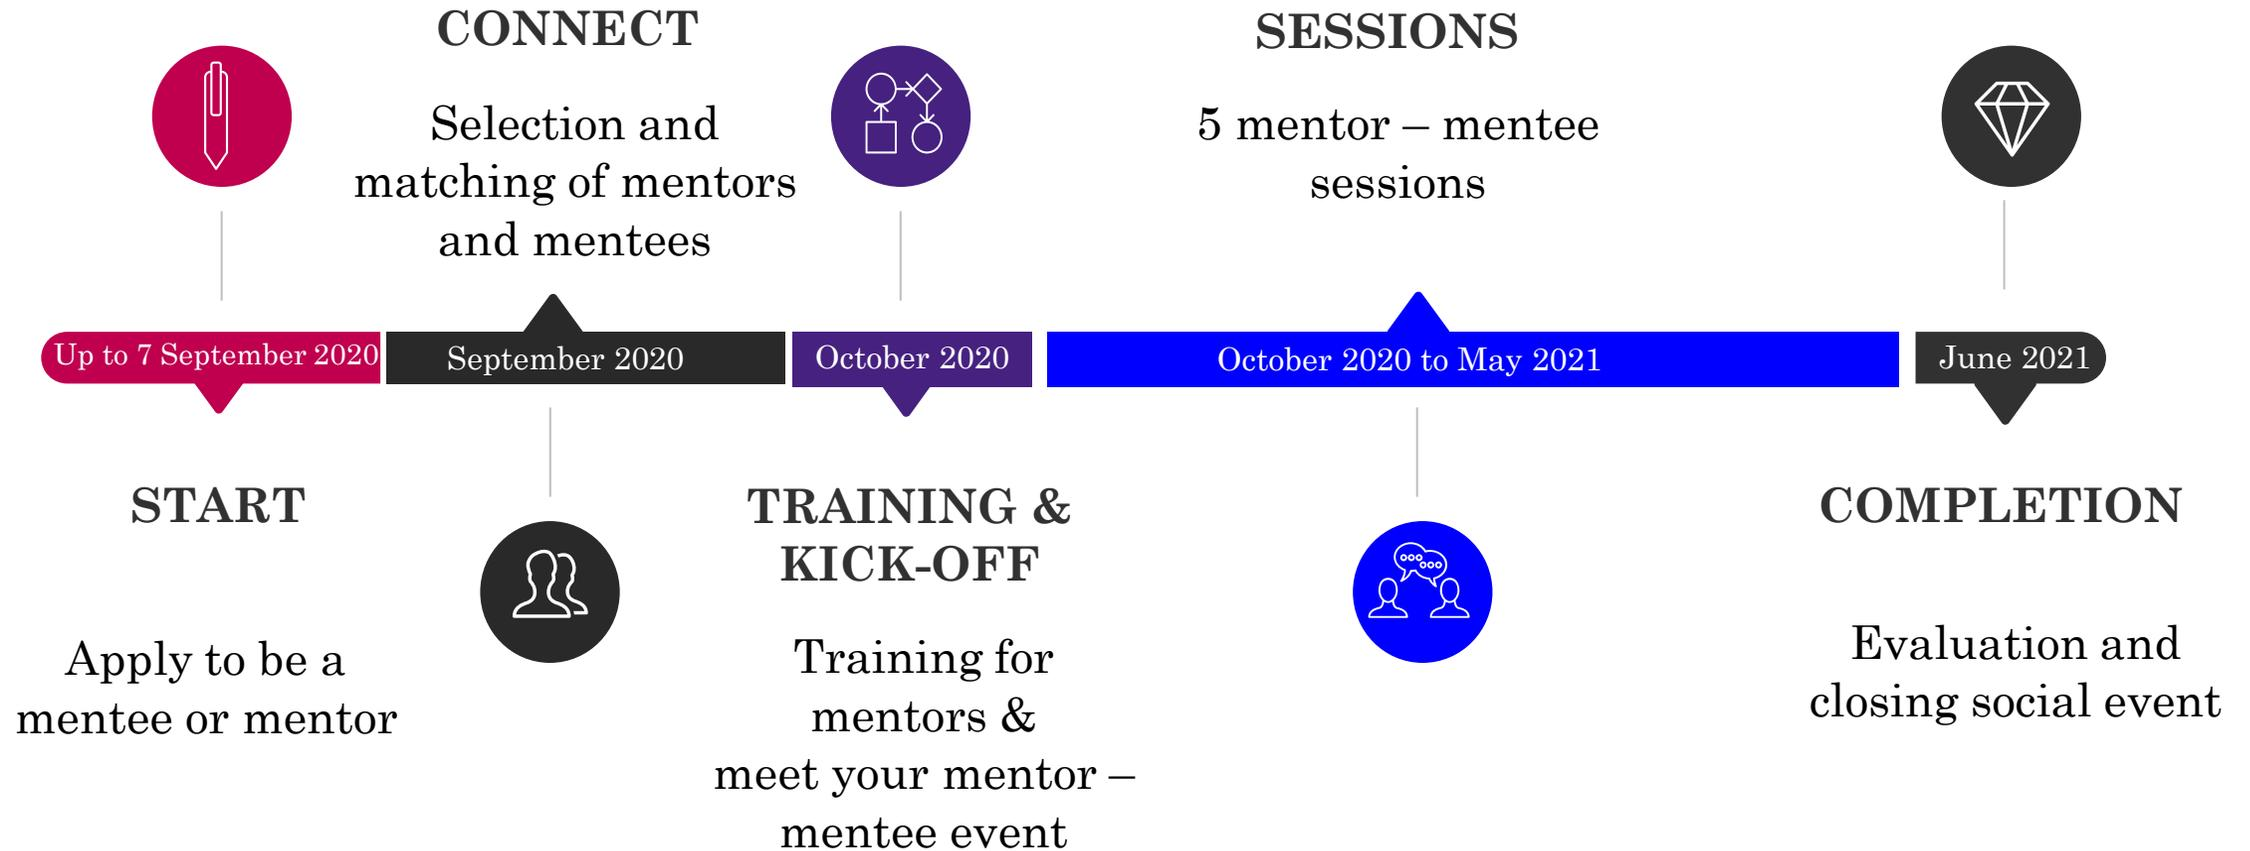 CONNECT
Selection and
matching of mentors
and mentees
SESSIONS
5 mentor – mentee
sessions
Up to 7 September 2020
September 2020
October 2020
October 2020 to May 2021
June 2021
START
Apply to be a
mentee or mentor
TRAINING &
KICK-OFF
Training for
mentors &
meet your mentor –
mentee event
COMPLETION
Evaluation and
closing social event